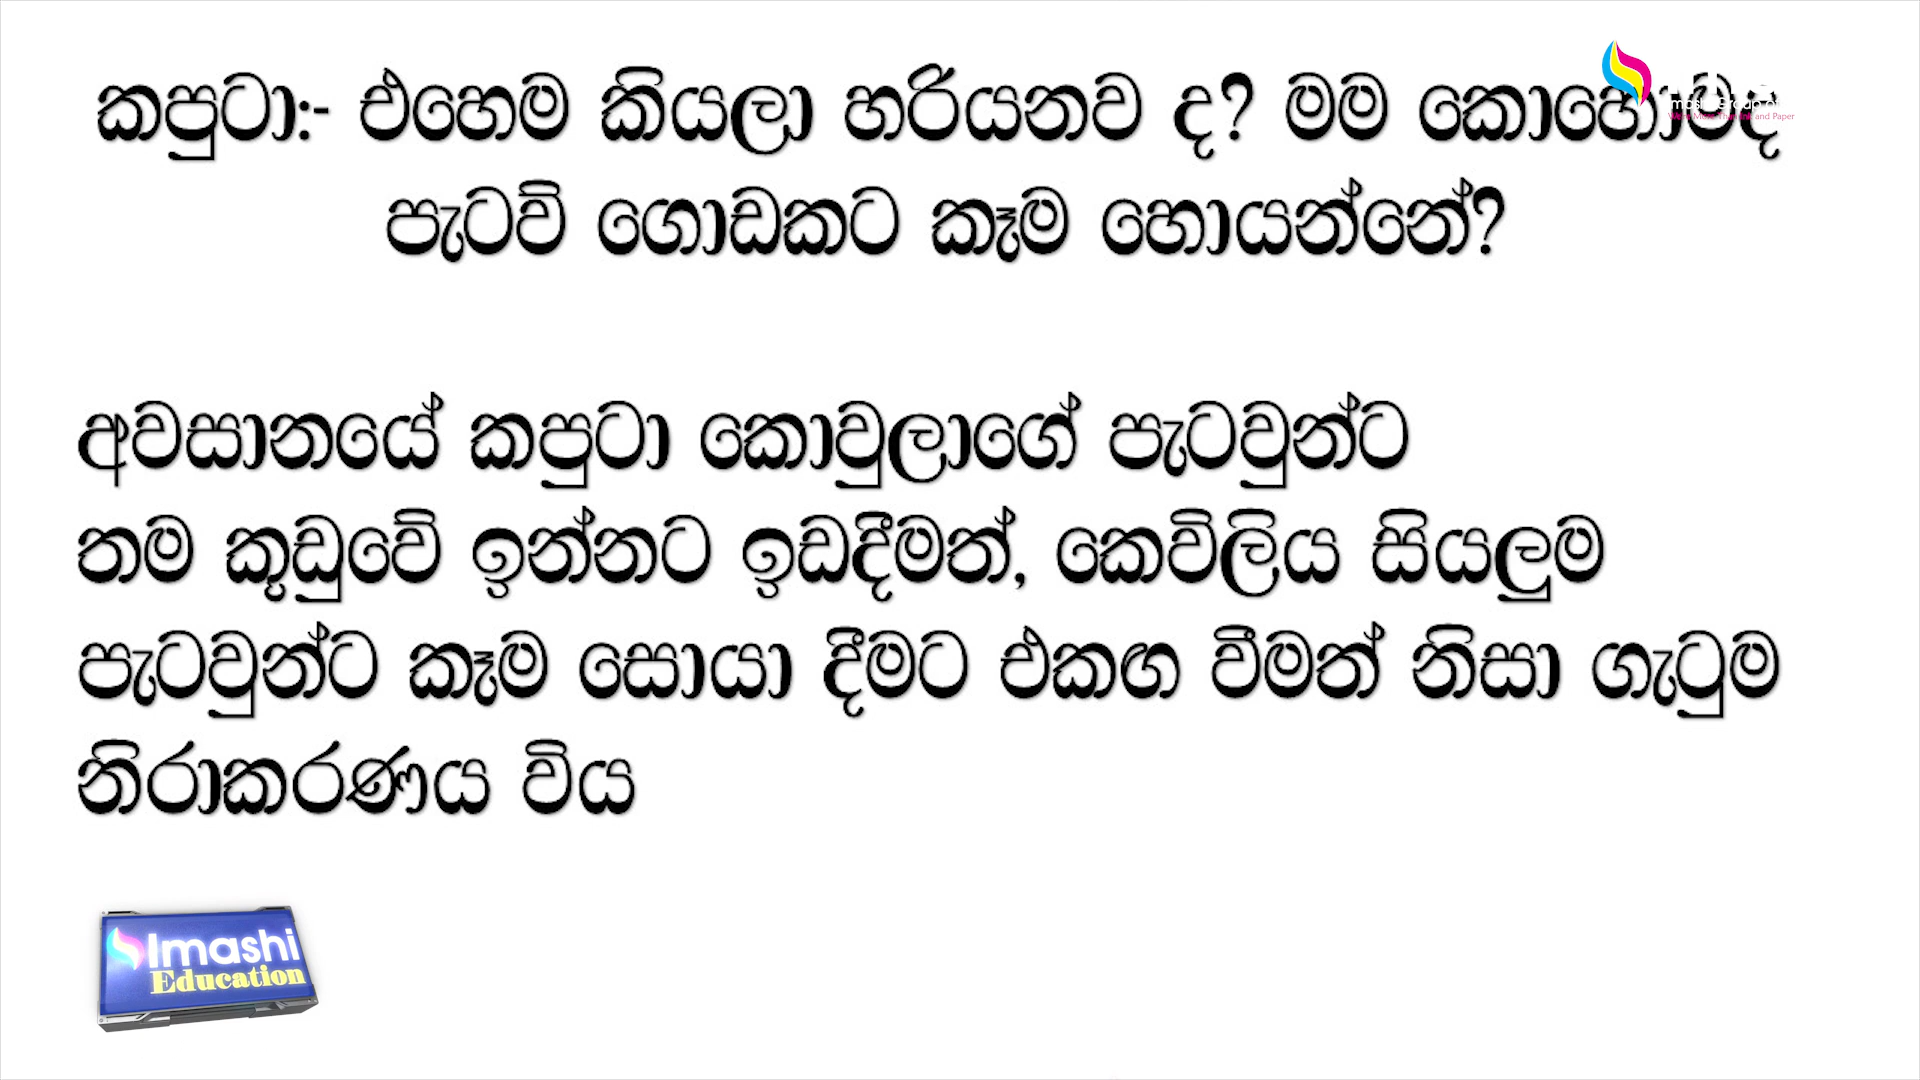 කපුටා:- එහෙම කියලා හරියනව ද? මම කොහොමද
පැටව් ගොඩකට කෑම හොයන්නේ?
අවසානයේ කපුටා කොවුලාගේ පැටවුන්ට
තම කූඩුවේ ඉන්නට ඉඩදීමත්, කෙවිලිය සියලුම
පැටවුන්ට කෑම සොයා දීමට එකඟ වීමත් නිසා ගැටුම
නිරාකරණය විය
Imashi
Education